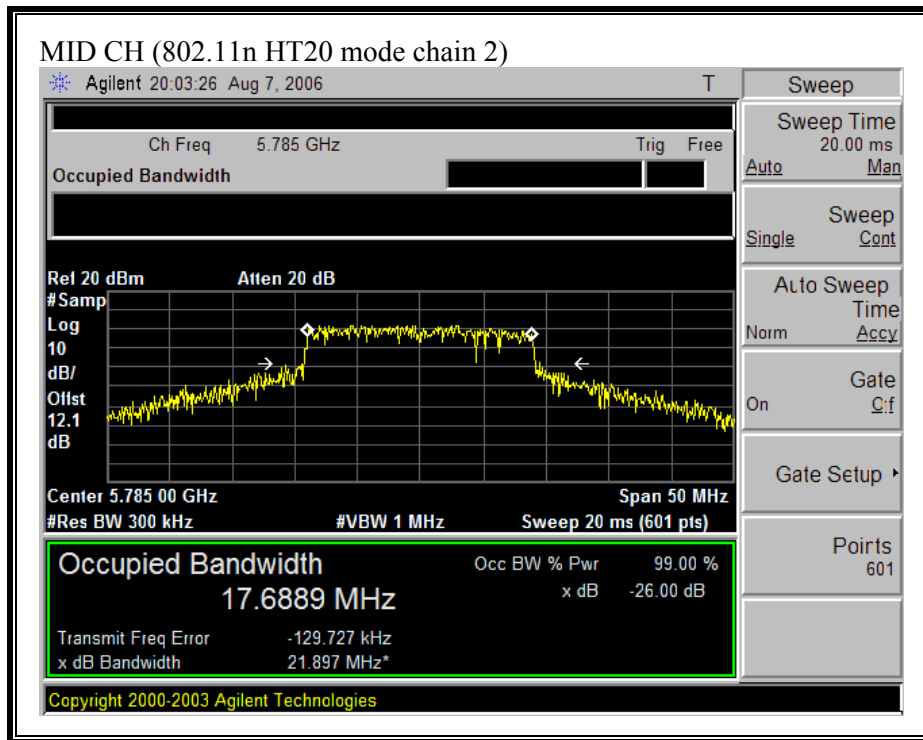 MID CH (802.11n HT20 mode chain 2)
Agilent 20:03:26 Aug 7, 2006 T
Sweep
Ch Freq 5.785 GHz Trig Free
Occupied Bandwidth
Sweep Time
20.00 ms
Auto Man
Sweep
Single Cont
Auto Sweep
Time
Norm Accy
Gate
On Off
Gate Setup
Points
601
Ref 20 dBm Atten 20 dB
#Samp
Log
10
dB/
Offst
12.1
dB
Center 5.785 00 GHz Span 50 MHz
#Res BW 300 kHz #VBW 1 MHz Sweep 20 ms (601 pts)
Occupied Bandwidth Occ BW % Pwr 99.00 %
17.6889 MHz x dB -26.00 dB
Transmit Freq Error -129.727 kHz
x dB Bandwidth 21.897 MHz*
Copyright 2000-2003 Agilent Technologies